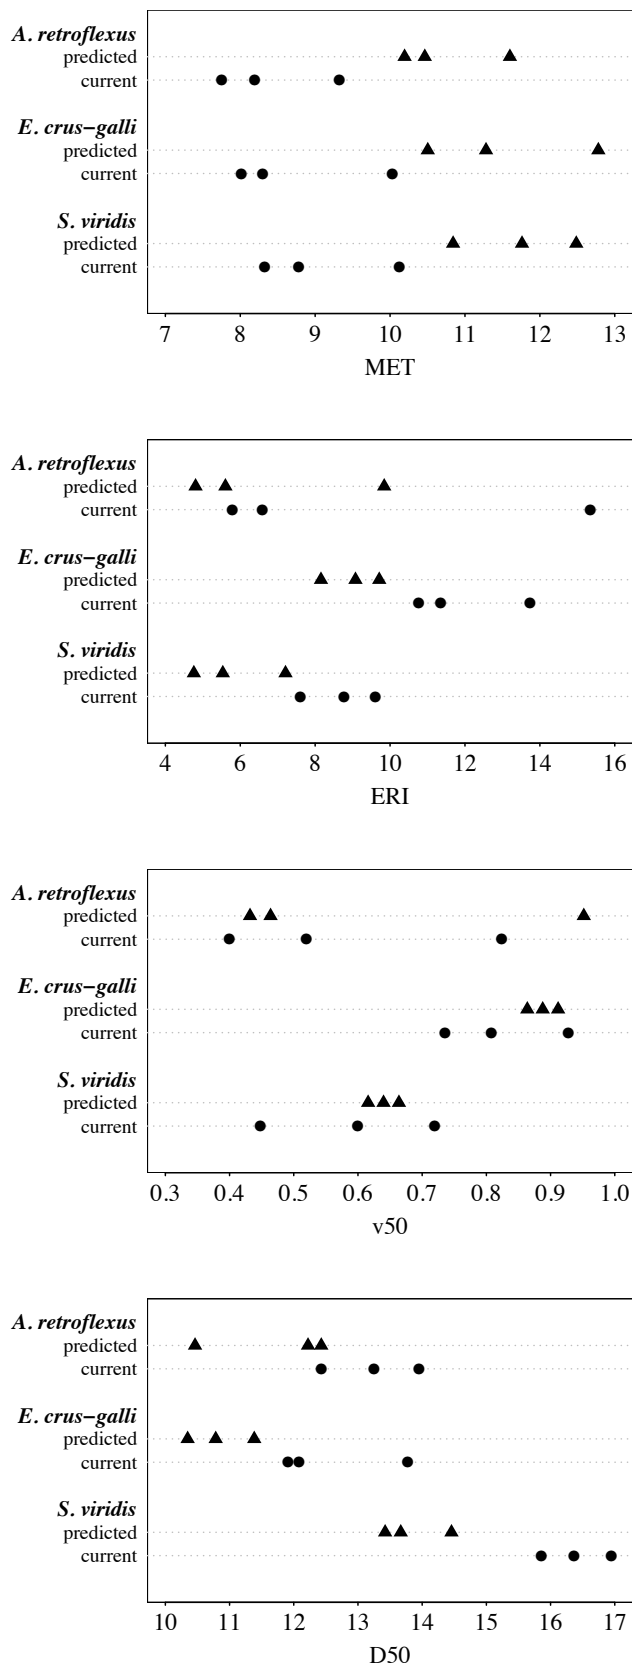 A. retroflexus
predicted
current
E. crus−galli
predicted
current
S. viridis
predicted
current
7 8 9 10 11 12 13
MET
A. retroflexus
predicted
current
E. crus−galli
predicted
current
S. viridis
predicted
current
4 6 8 10 12 14 16
ERI
A. retroflexus
predicted
current
E. crus−galli
predicted
current
S. viridis
predicted
current
0.3 0.4 0.5 0.6 0.7 0.8 0.9 1.0
v50
A. retroflexus
predicted
current
E. crus−galli
predicted
current
S. viridis
predicted
current
10 11 12 13 14 15 16 17
D50